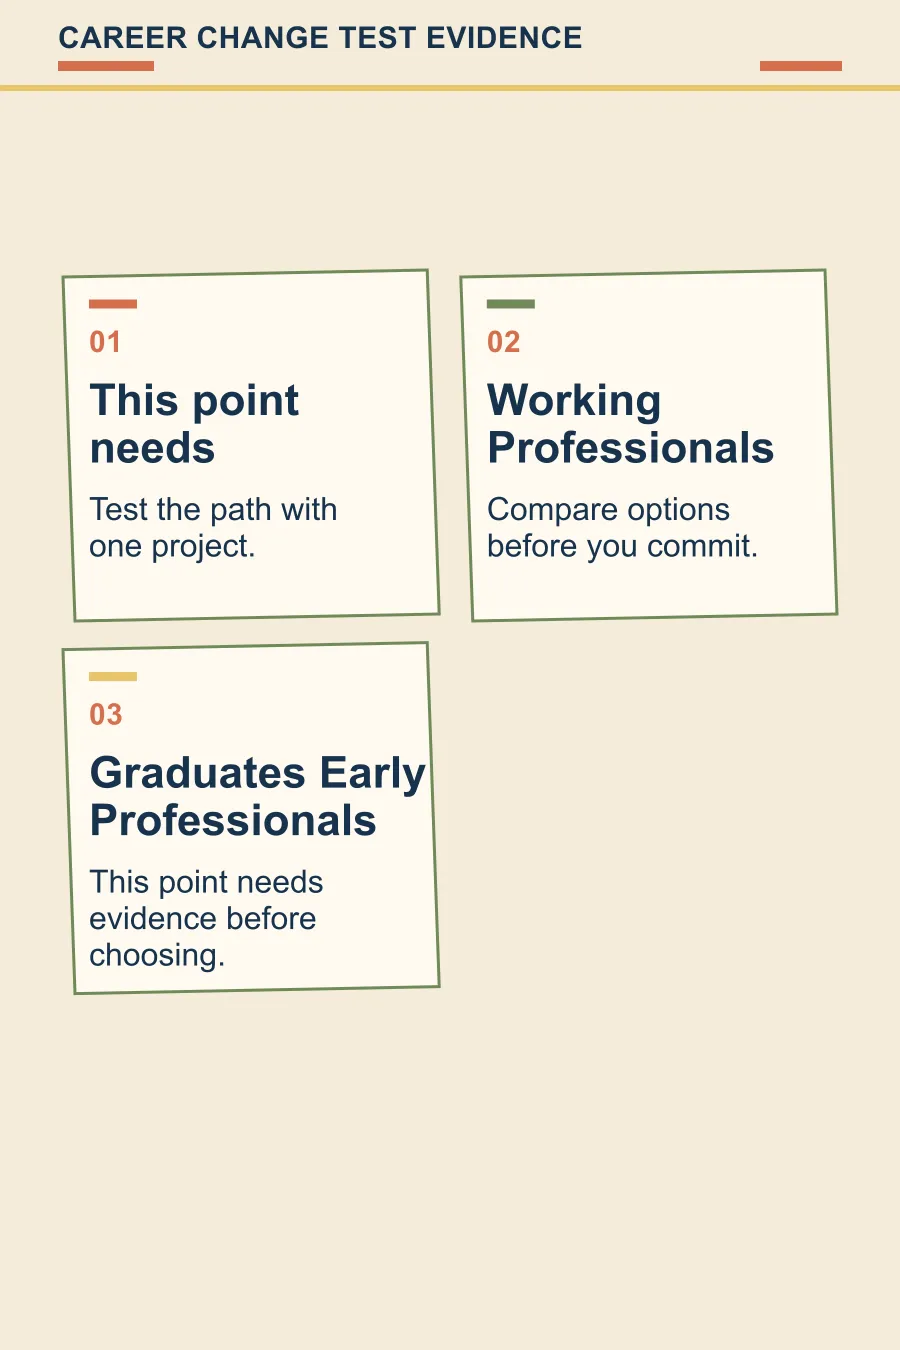 CAREER CHANGE TEST EVIDENCE
01
This point
needs
Test the path with
one project.
02
Working
Professionals
Compare options
before you commit.
03
Graduates Early
Professionals
This point needs
evidence before
choosing.